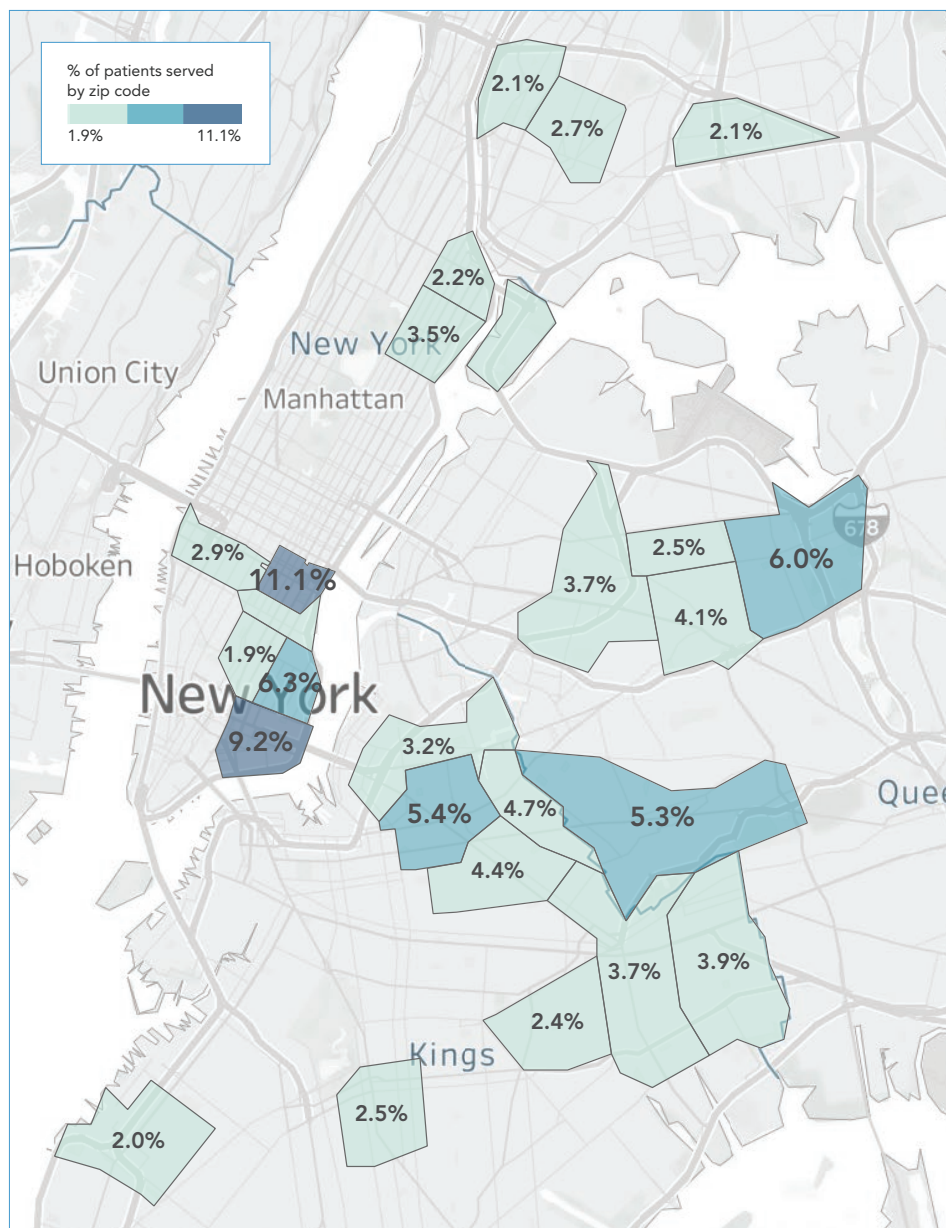 % of patients served
by zip code
1.9% 11.1%
2.1%
2.7%
2.1%
2.2%
3.5%
New York
Union City
Manhattan
678
2.9%
Hoboken
11.1%
2.5%
6.0%
3.7%
4.1%
1.9%
6.3%
New York
9.2%
3.2%
4.7%
5.4%
5.3%
Quee
4.4%
3.7%
3.9%
2.4%
Kings
2.5%
2.0%